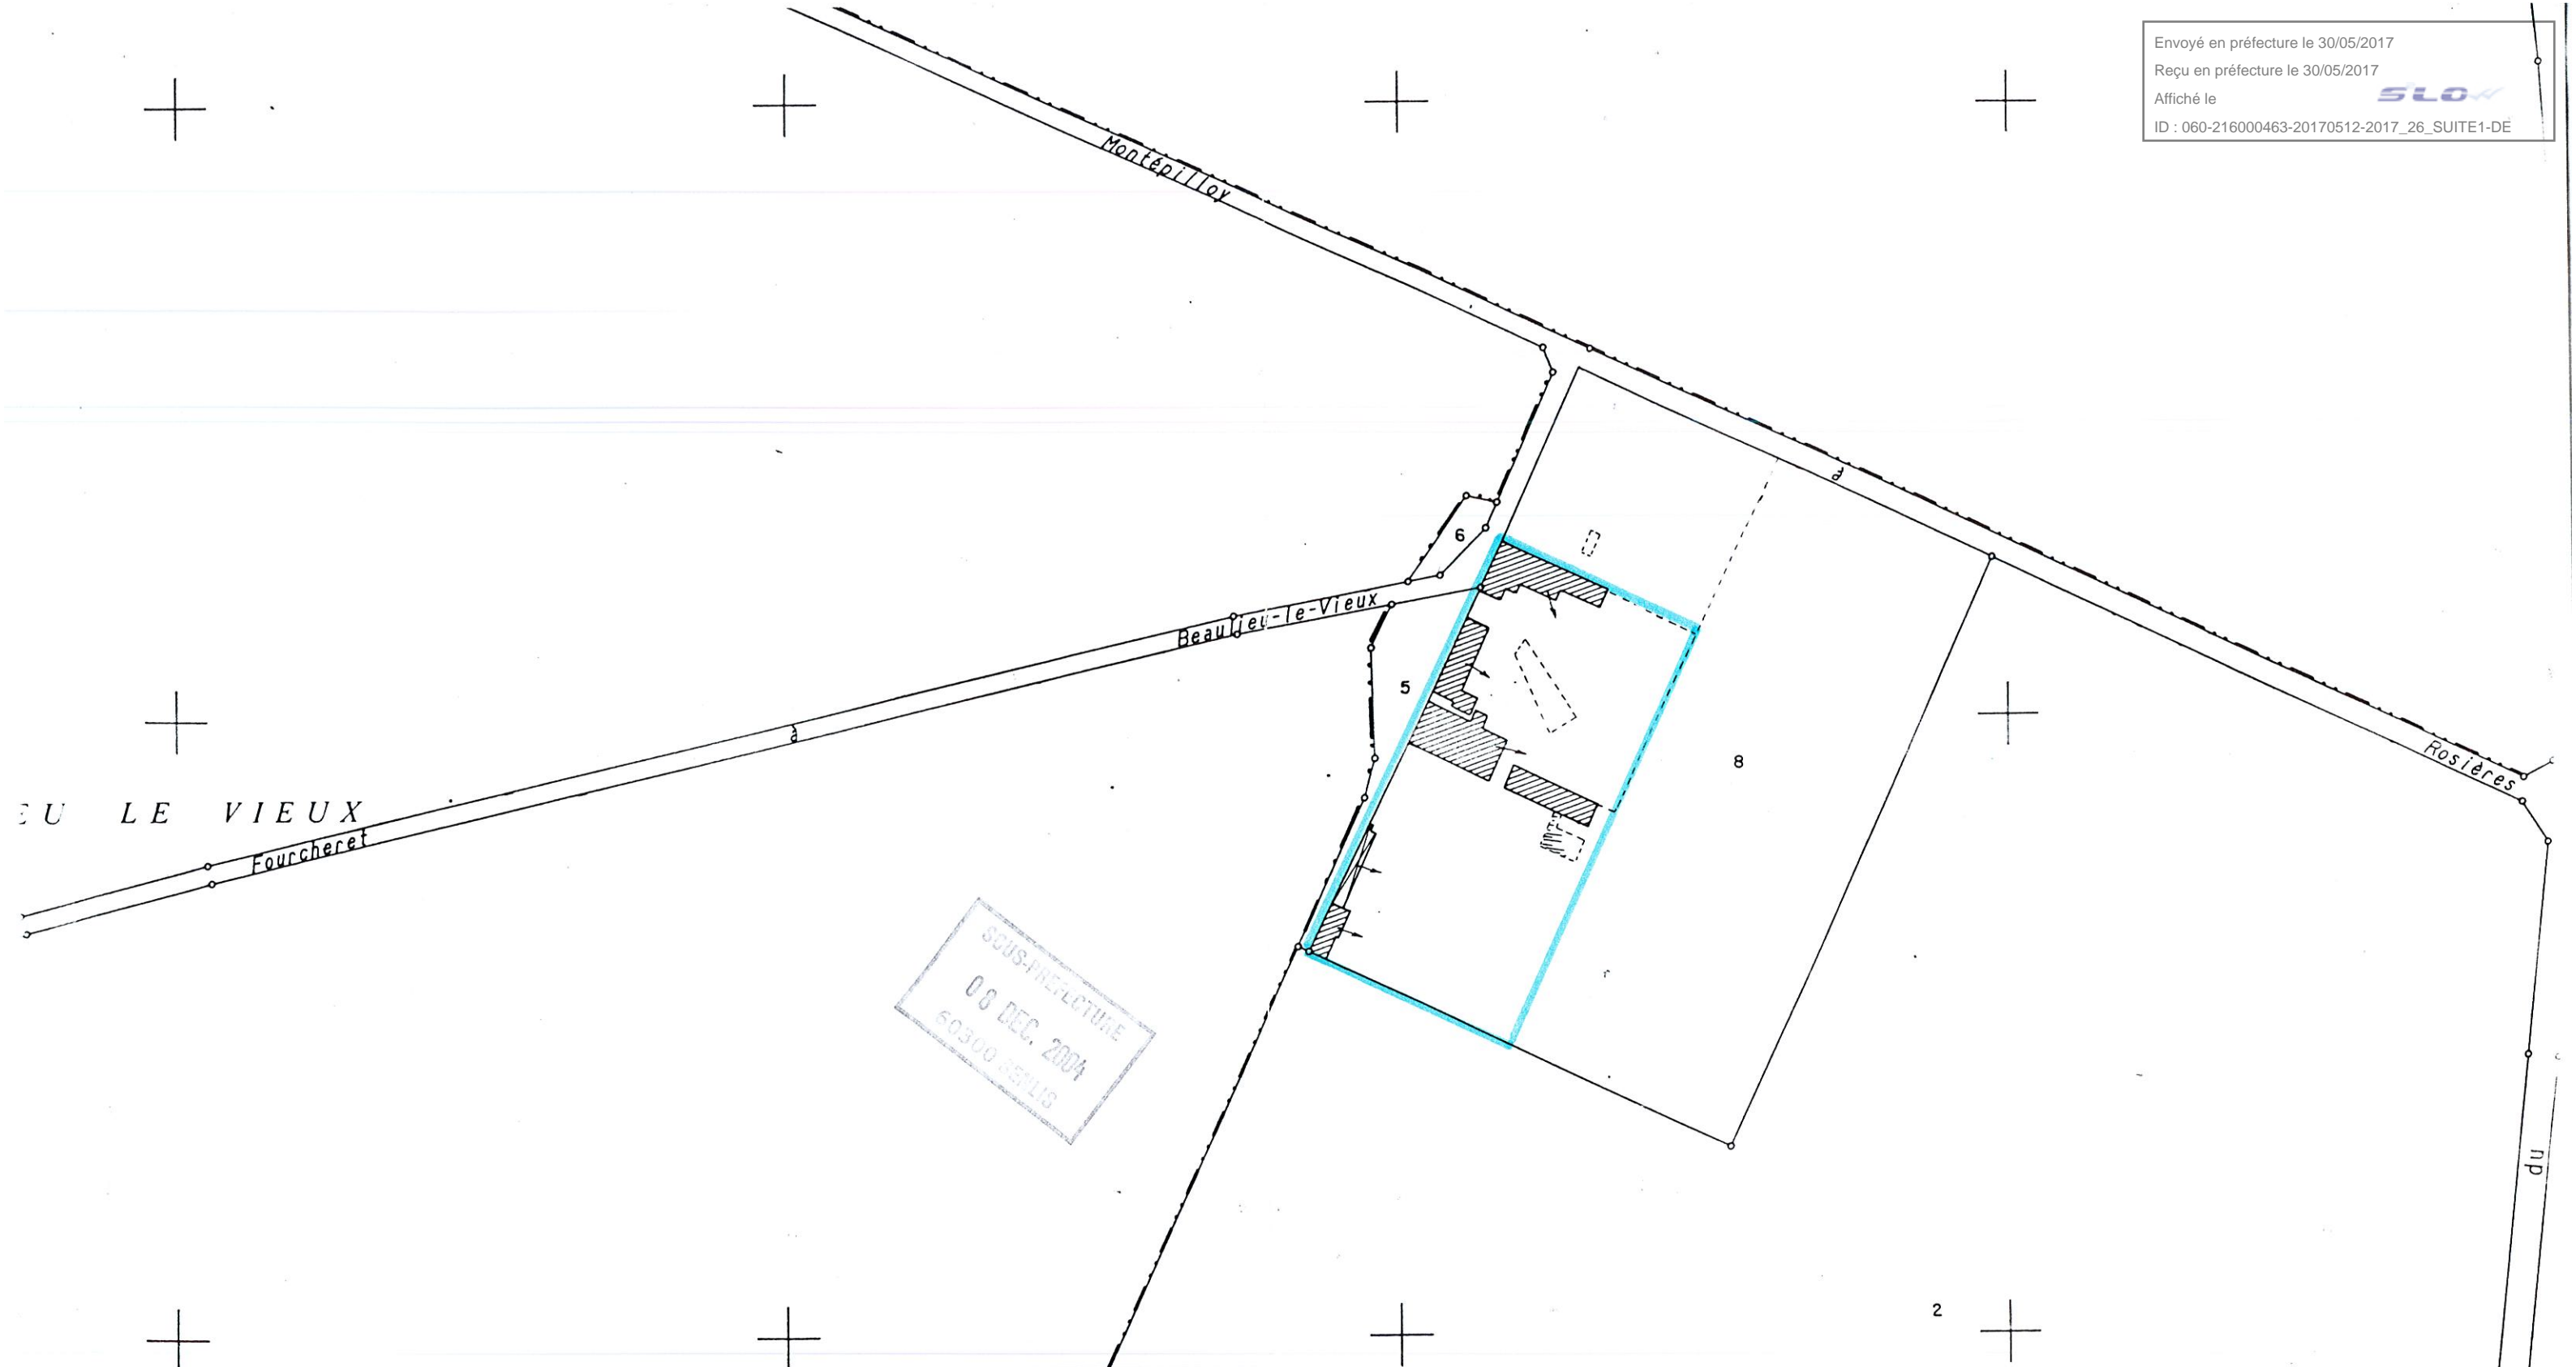 Envoyé en préfecture le 30/05/2017
Reçu en préfecture le 30/05/2017
Affiché le
SLO
ID : 060-216000463-20170512-2017_26_SUITE1-DE
Montépilloy
à
Rosières
6
Beaulieu-le-Vieux
5
8
à
EU LE VIEUX
Fourcheret
SOUS-PREFECTURE
08 DEC. 2004
60300 SENLIS
du
2